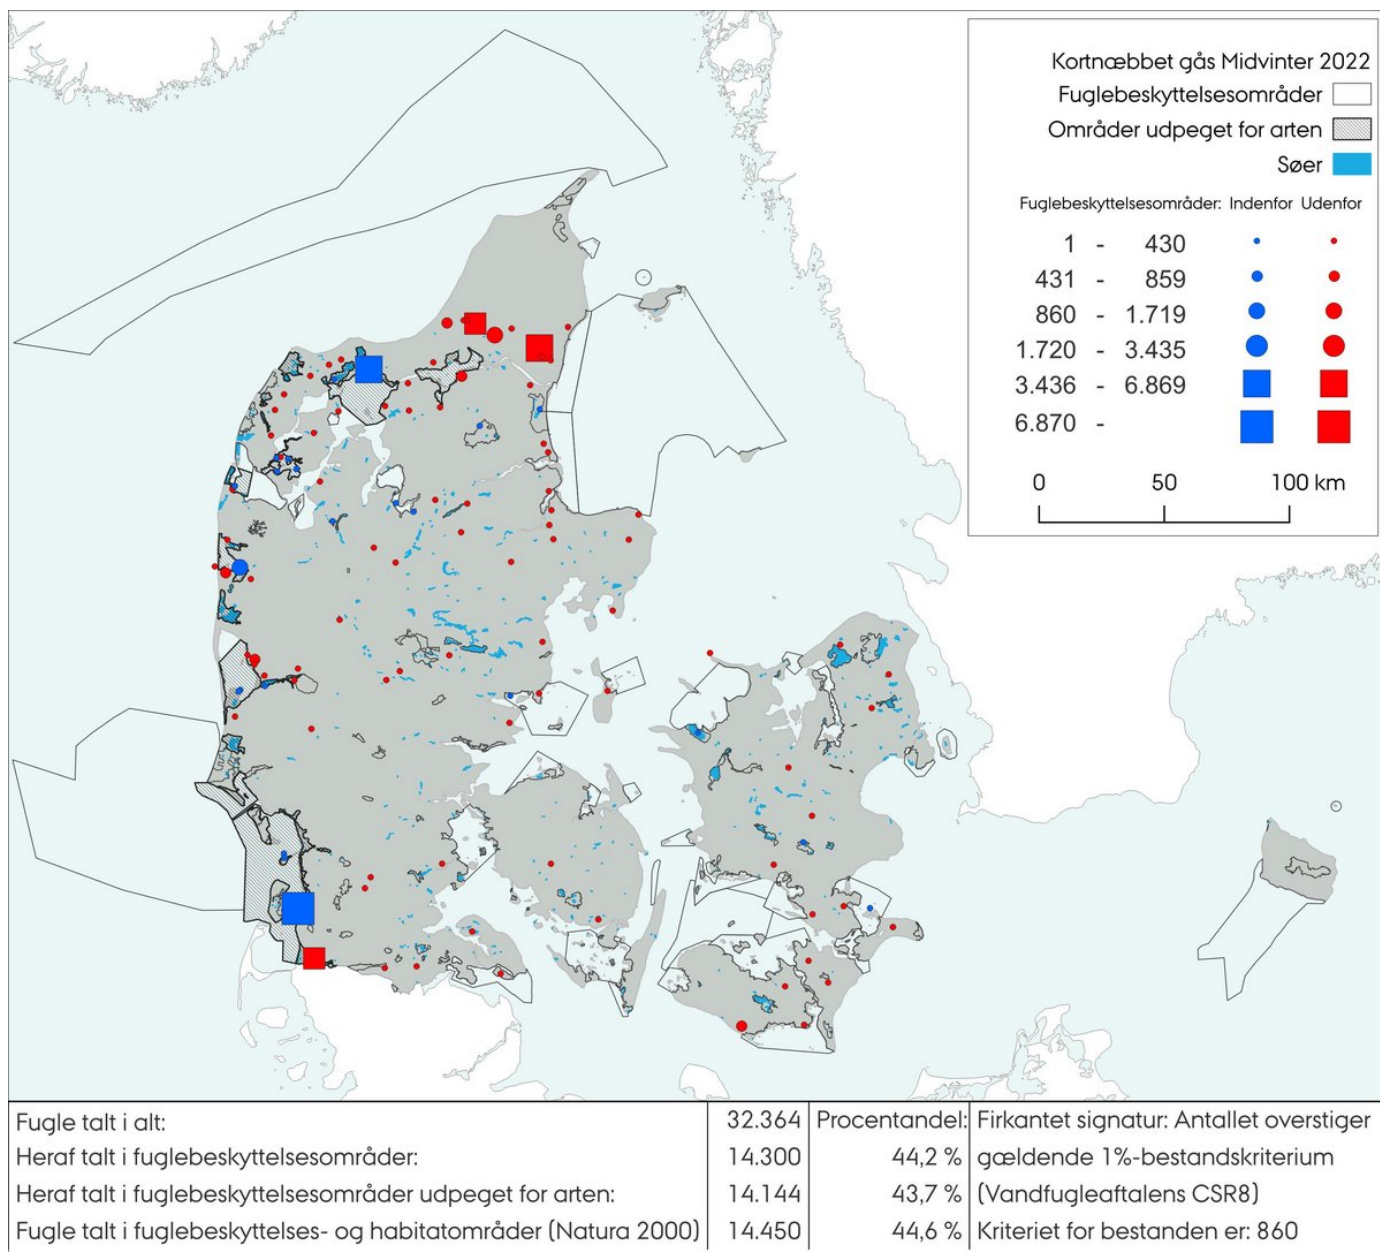 Kortnæbbet gås Midvinter 2022
Fuglebeskyttelsesområder
Områder udpeget for arten
Søer
Fuglebeskyttelsesområder: Indenfor Udenfor
1 - 430
431 - 859
860 - 1.719
1.720 - 3.435
3.436 - 6.869
6.870 -
0 50 100 km
Fugle talt i alt: 32.364 Procentandel: Firkantet signatur: Antallet overstiger
Heraf talt i fuglebeskyttelsesområder: 14.300 44,2 % gældende 1%-bestandskriterium
Heraf talt i fuglebeskyttelsesområder udpeget for arten: 14.144 43,7 % (Vandfugleaftalens CSR8)
Fugle talt i fuglebeskyttelses- og habitatområder (Natura 2000) 14.450 44,6 % Kriteriet for bestanden er: 860